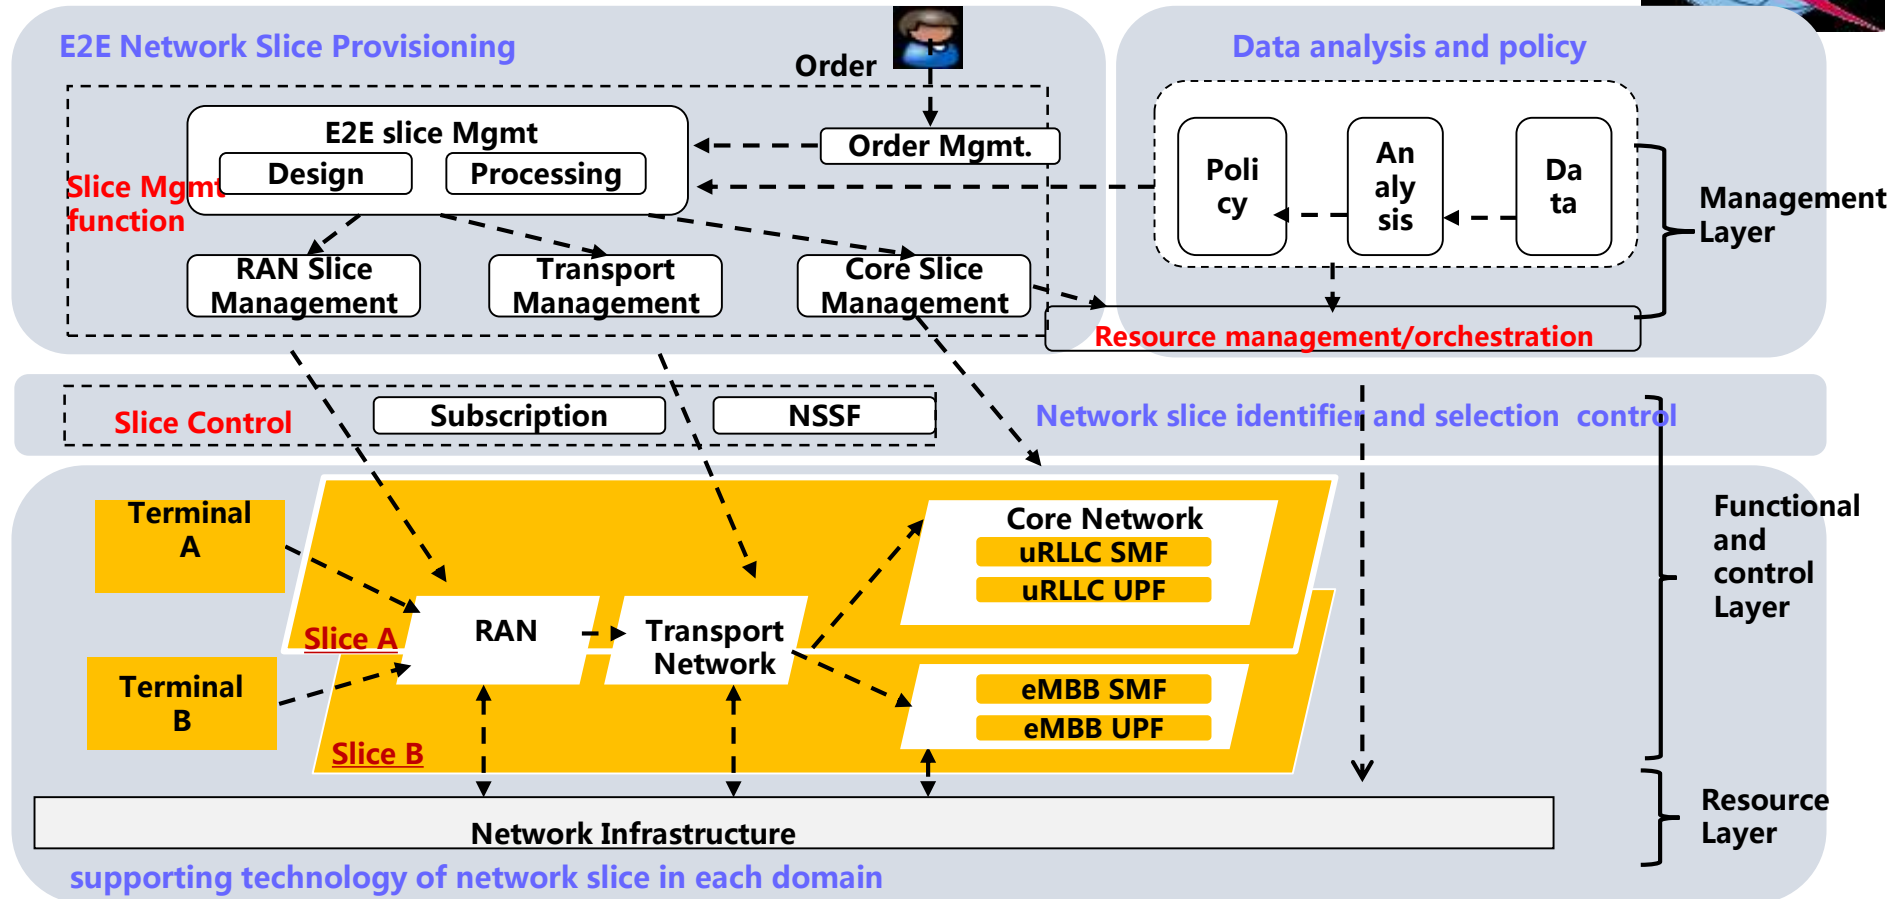 E2E Network Slice Provisioning
Order
Data analysis and policy
E2E slice Mgmt
Design
Processing
Order Mgmt.
Slice Mgmt
function
Poli
cy
An
aly
sis
Da
ta
Management
Layer
RAN Slice
Management
Transport
Management
Core Slice
Management
Resource management/orchestration
Slice Control
Subscription
NSSF
Network slice identifier and selection control
Terminal
A
Core Network
uRLLC SMF
uRLLC UPF
Functional
and
control
Layer
Slice A
RAN
Transport
Network
Terminal
B
eMBB SMF
eMBB UPF
Slice B
Network Infrastructure
Resource
Layer
supporting technology of network slice in each domain